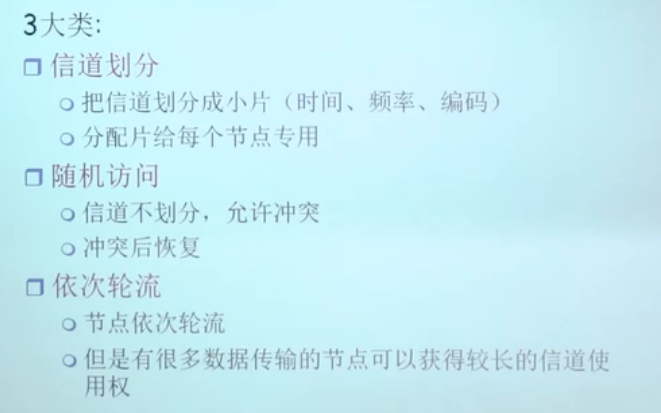 3大类:
信道划分
把信道划分成小片（时间、频率、编码）
分配片给每个节点专用
随机访问
信道不划分，允许冲突
冲突后恢复
依次轮流
节点依次轮流
但是有很多数据传输的节点可以获得较长的信道使
用权